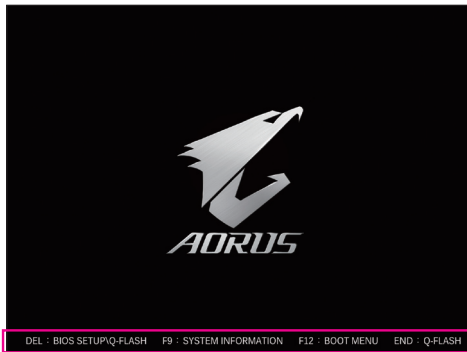 AORUS
DEL : BIOS SETUP\Q-FLASH F9 : SYSTEM INFORMATION F12 : BOOT MENU END : Q-FLASH